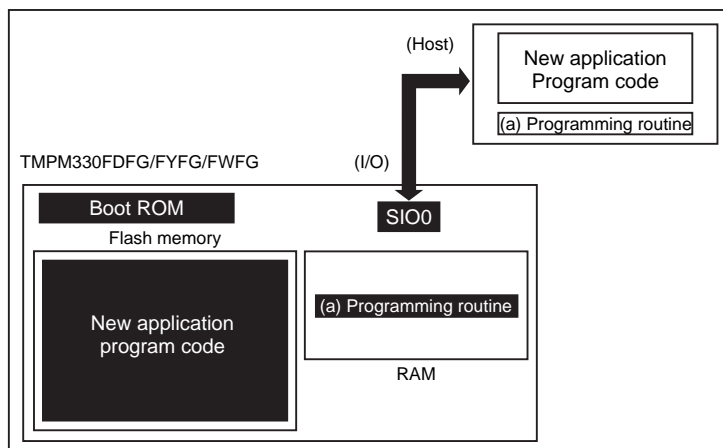 (Host)
New application
Program code
(a) Programming routine
TMPM330FDFG/FYFG/FWFG
(I/O)
Boot ROM
SIO0
Flash memory
New application
program code
(a) Programming routine
RAM